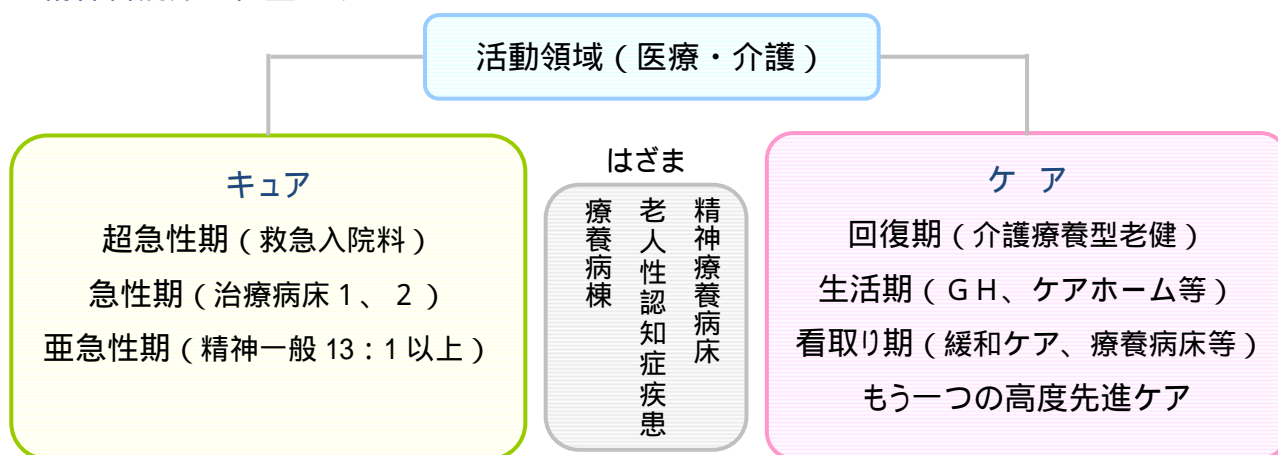 活動領域（医療・介護）
キュア
超急性期（救急入院料）
急性期（治療病床１、２）
亜急性期（精神一般 13：1 以上）
はざま
精神療養病床
老人性認知症疾患
療養病棟
ケ ア
回復期（介護療養型老健）
生活期（ＧＨ、ケアホーム等）
看取り期（緩和ケア、療養病床等）
もう一つの高度先進ケア